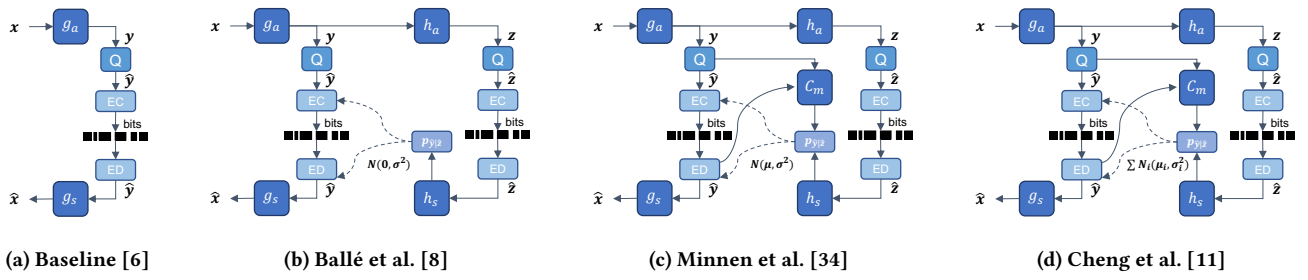 x
g_a
y
Q
ŷ
EC
bits
ED
ŷ
x̂
g_s
(a) Baseline [6]
x
g_a
h_a
y
z
Q
Q
ŷ
ẑ
EC
EC
bits
bits
p_ŷ|ẑ
N(0, σ²)
ED
ED
ŷ
ẑ
x̂
g_s
h_s
(b) Ballé et al. [8]
x
g_a
h_a
y
z
Q
Q
ŷ
ẑ
C_m
EC
EC
bits
bits
p_ŷ|ẑ
N(μ, σ²)
ED
ED
ŷ
ẑ
x̂
g_s
h_s
(c) Minnen et al. [34]
x
g_a
h_a
y
z
Q
Q
ŷ
ẑ
C_m
EC
EC
bits
bits
p_ŷ|ẑ
∑ N_i(μ_i, σ_i²)
ED
ED
ŷ
ẑ
x̂
g_s
h_s
(d) Cheng et al. [11]